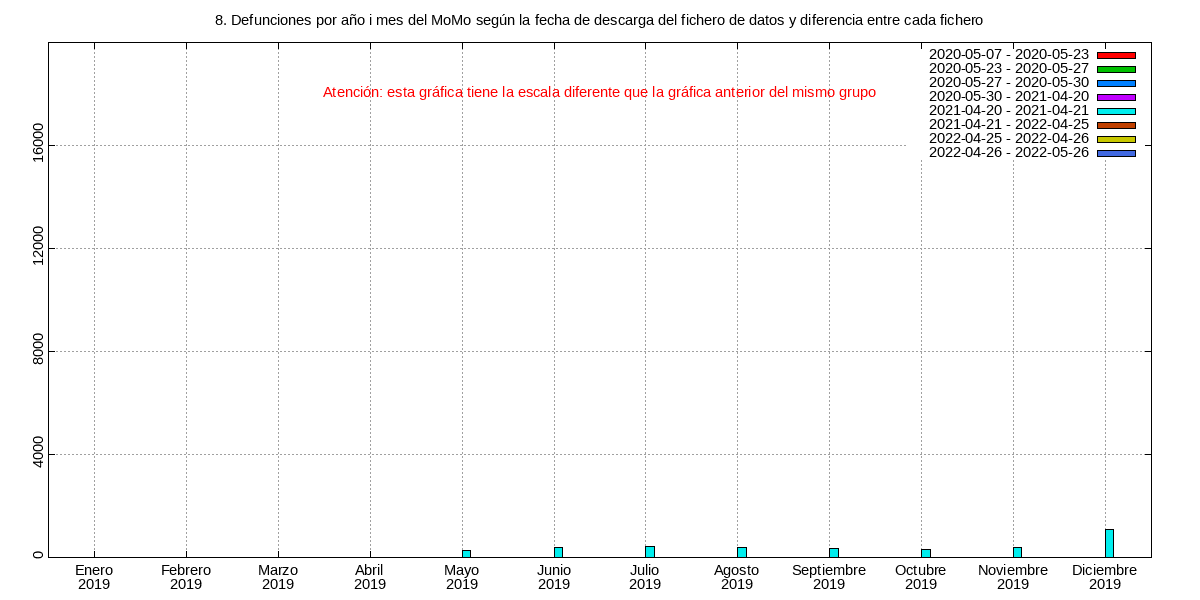 8. Defunciones por año i mes del MoMo según la fecha de descarga del fichero de datos y diferencia entre cada fichero
2020-05-07 - 2020-05-23
2020-05-23 - 2020-05-27
2020-05-27 - 2020-05-30
2020-05-30 - 2021-04-20
2021-04-20 - 2021-04-21
2021-04-21 - 2022-04-25
2022-04-25 - 2022-04-26
2022-04-26 - 2022-05-26
Atención: esta gráfica tiene la escala diferente que la gráfica anterior del mismo grupo
16000
12000
8000
4000
0
Enero Febrero Marzo Abril Mayo Junio Julio Agosto Septiembre Octubre Noviembre Diciembre
2019 2019 2019 2019 2019 2019 2019 2019 2019 2019 2019 2019